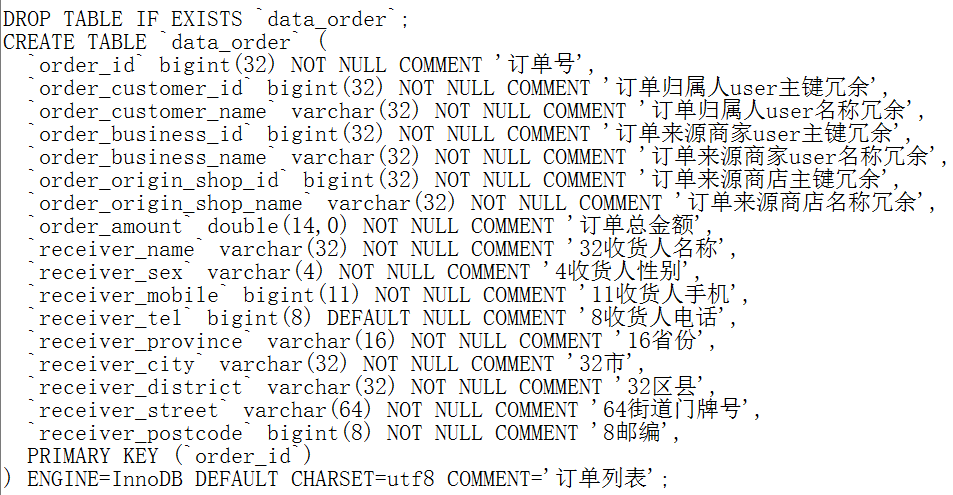 DROP TABLE IF EXISTS `data_order`;
CREATE TABLE `data_order` (
  `order_id` bigint(32) NOT NULL COMMENT '订单号',
  `order_customer_id` bigint(32) NOT NULL COMMENT '订单归属人user主键冗余',
  `order_customer_name` varchar(32) NOT NULL COMMENT '订单归属人user名称冗余',
  `order_business_id` bigint(32) NOT NULL COMMENT '订单来源商家user主键冗余',
  `order_business_name` varchar(32) NOT NULL COMMENT '订单来源商家user名称冗余',
  `order_origin_shop_id` bigint(32) NOT NULL COMMENT '订单来源商店主键冗余',
  `order_origin_shop_name` varchar(32) NOT NULL COMMENT '订单来源商店名称冗余',
  `order_amount` double(14,0) NOT NULL COMMENT '订单总金额',
  `receiver_name` varchar(32) NOT NULL COMMENT '32收货人名称',
  `receiver_sex` varchar(4) NOT NULL COMMENT '4收货人性别',
  `receiver_mobile` bigint(11) NOT NULL COMMENT '11收货人手机',
  `receiver_tel` bigint(8) DEFAULT NULL COMMENT '8收货人电话',
  `receiver_province` varchar(16) NOT NULL COMMENT '16省份',
  `receiver_city` varchar(32) NOT NULL COMMENT '32市',
  `receiver_district` varchar(32) NOT NULL COMMENT '32区县',
  `receiver_street` varchar(64) NOT NULL COMMENT '64街道门牌号',
  `receiver_postcode` bigint(8) NOT NULL COMMENT '8邮编',
  PRIMARY KEY (`order_id`)
) ENGINE=InnoDB DEFAULT CHARSET=utf8 COMMENT='订单列表';